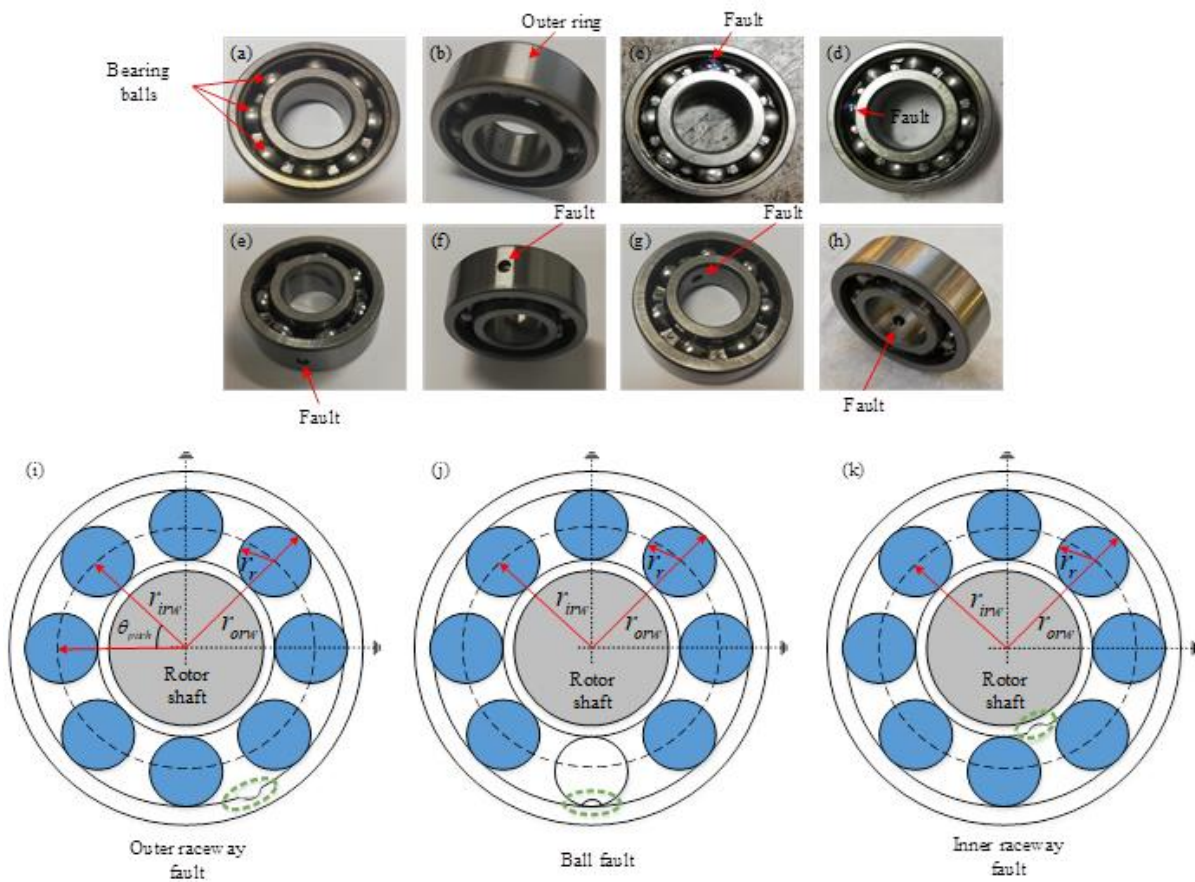 Outer ring
Fault
(a)
(b)
(c)
(d)
Bearing
balls
Fault
Fault
Fault
(e)
(f)
(g)
(h)
Fault
Fault
(i)
(j)
(k)
r_r
r_r
r_r
r_irw
r_orw
r_irw
r_orw
r_irw
r_orw
θ_pitch
Rotor
shaft
Rotor
shaft
Rotor
shaft
Outer raceway
fault
Ball fault
Inner raceway
fault